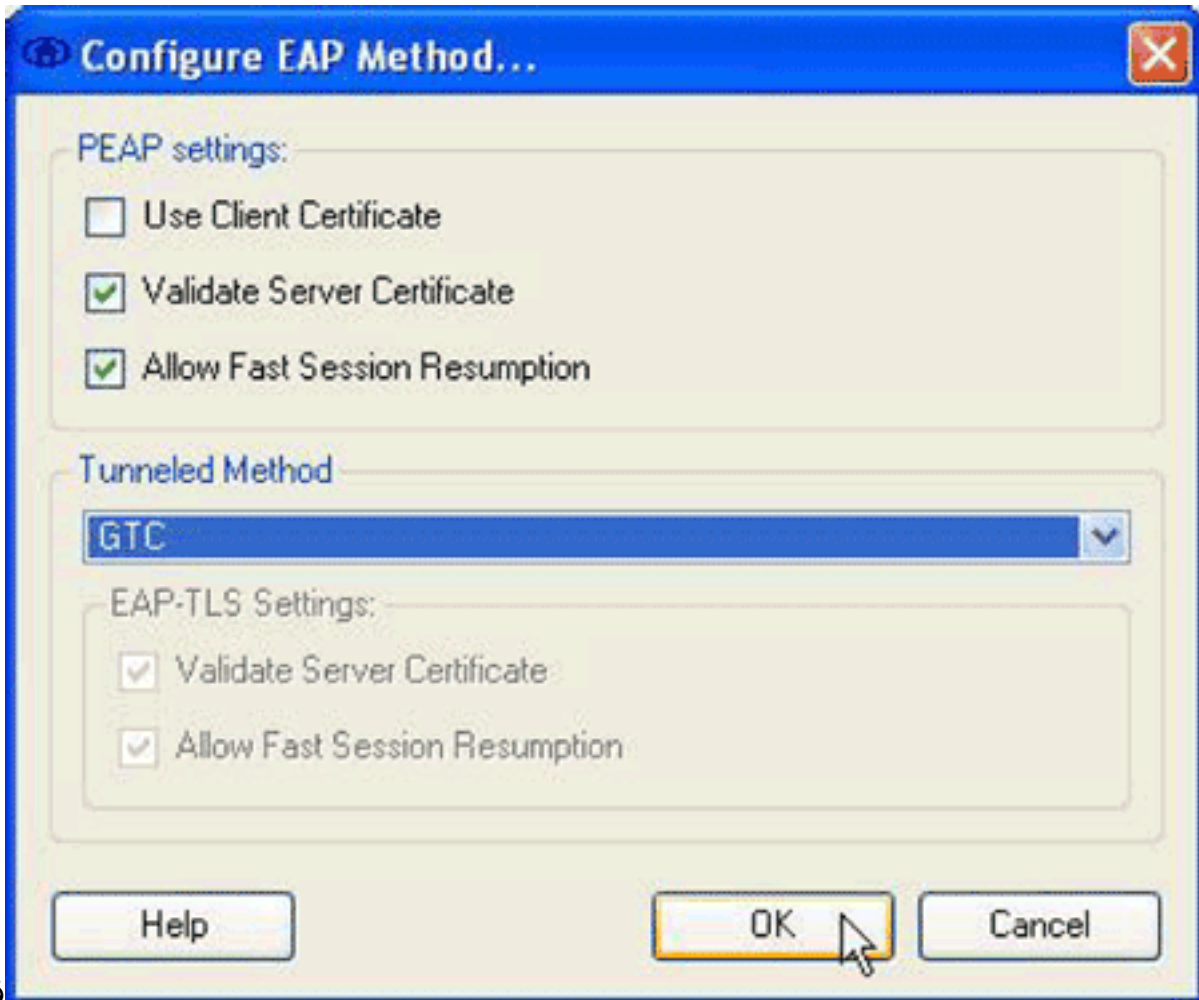 Configure EAP Method...
PEAP settings:
Use Client Certificate
Validate Server Certificate
Allow Fast Session Resumption
Tunneled Method
GTC
EAP-TLS Settings:
Validate Server Certificate
Allow Fast Session Resumption
Help
OK
Cancel